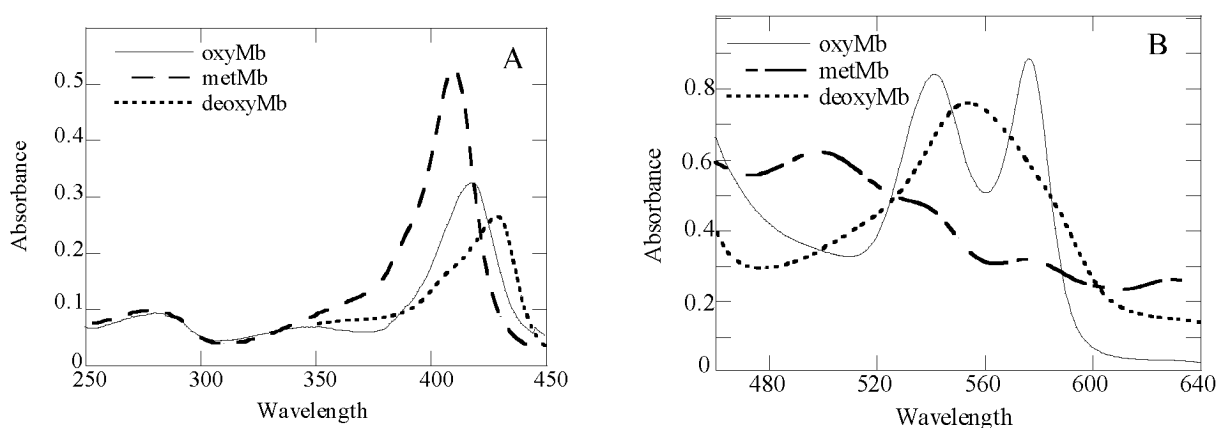 A
oxyMb
metMb
deoxyMb
0.5
0.4
0.3
0.2
0.1
0
250 300 350 400 450
Wavelength
Absorbance
B
oxyMb
metMb
deoxyMb
0.8
0.6
0.4
0.2
0
480 520 560 600 640
Wavelength
Absorbance